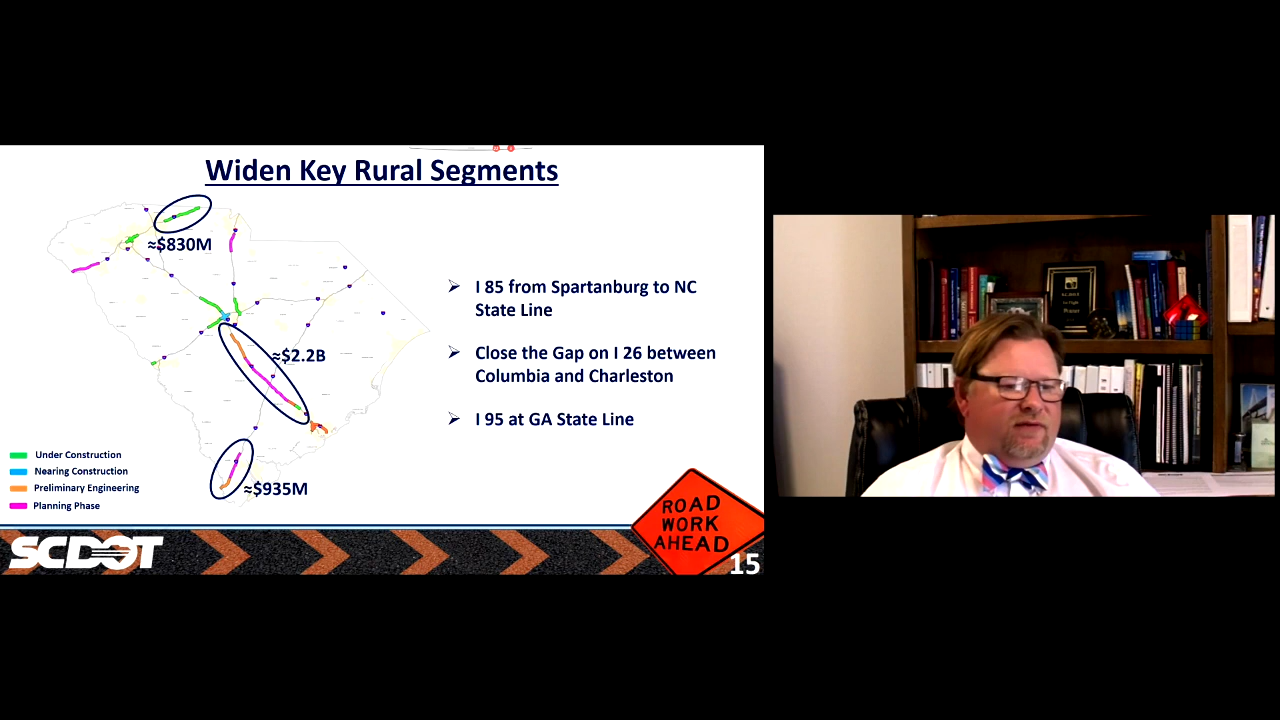 Widen Key Rural Segments
≈$830M
➢ I 85 from Spartanburg to NC
State Line
≈$2.2B
➢ Close the Gap on I 26 between
Columbia and Charleston
➢ I 95 at GA State Line
Under Construction
Nearing Construction
Preliminary Engineering
Planning Phase
≈$935M
ROAD
WORK
AHEAD
SCDOT
15